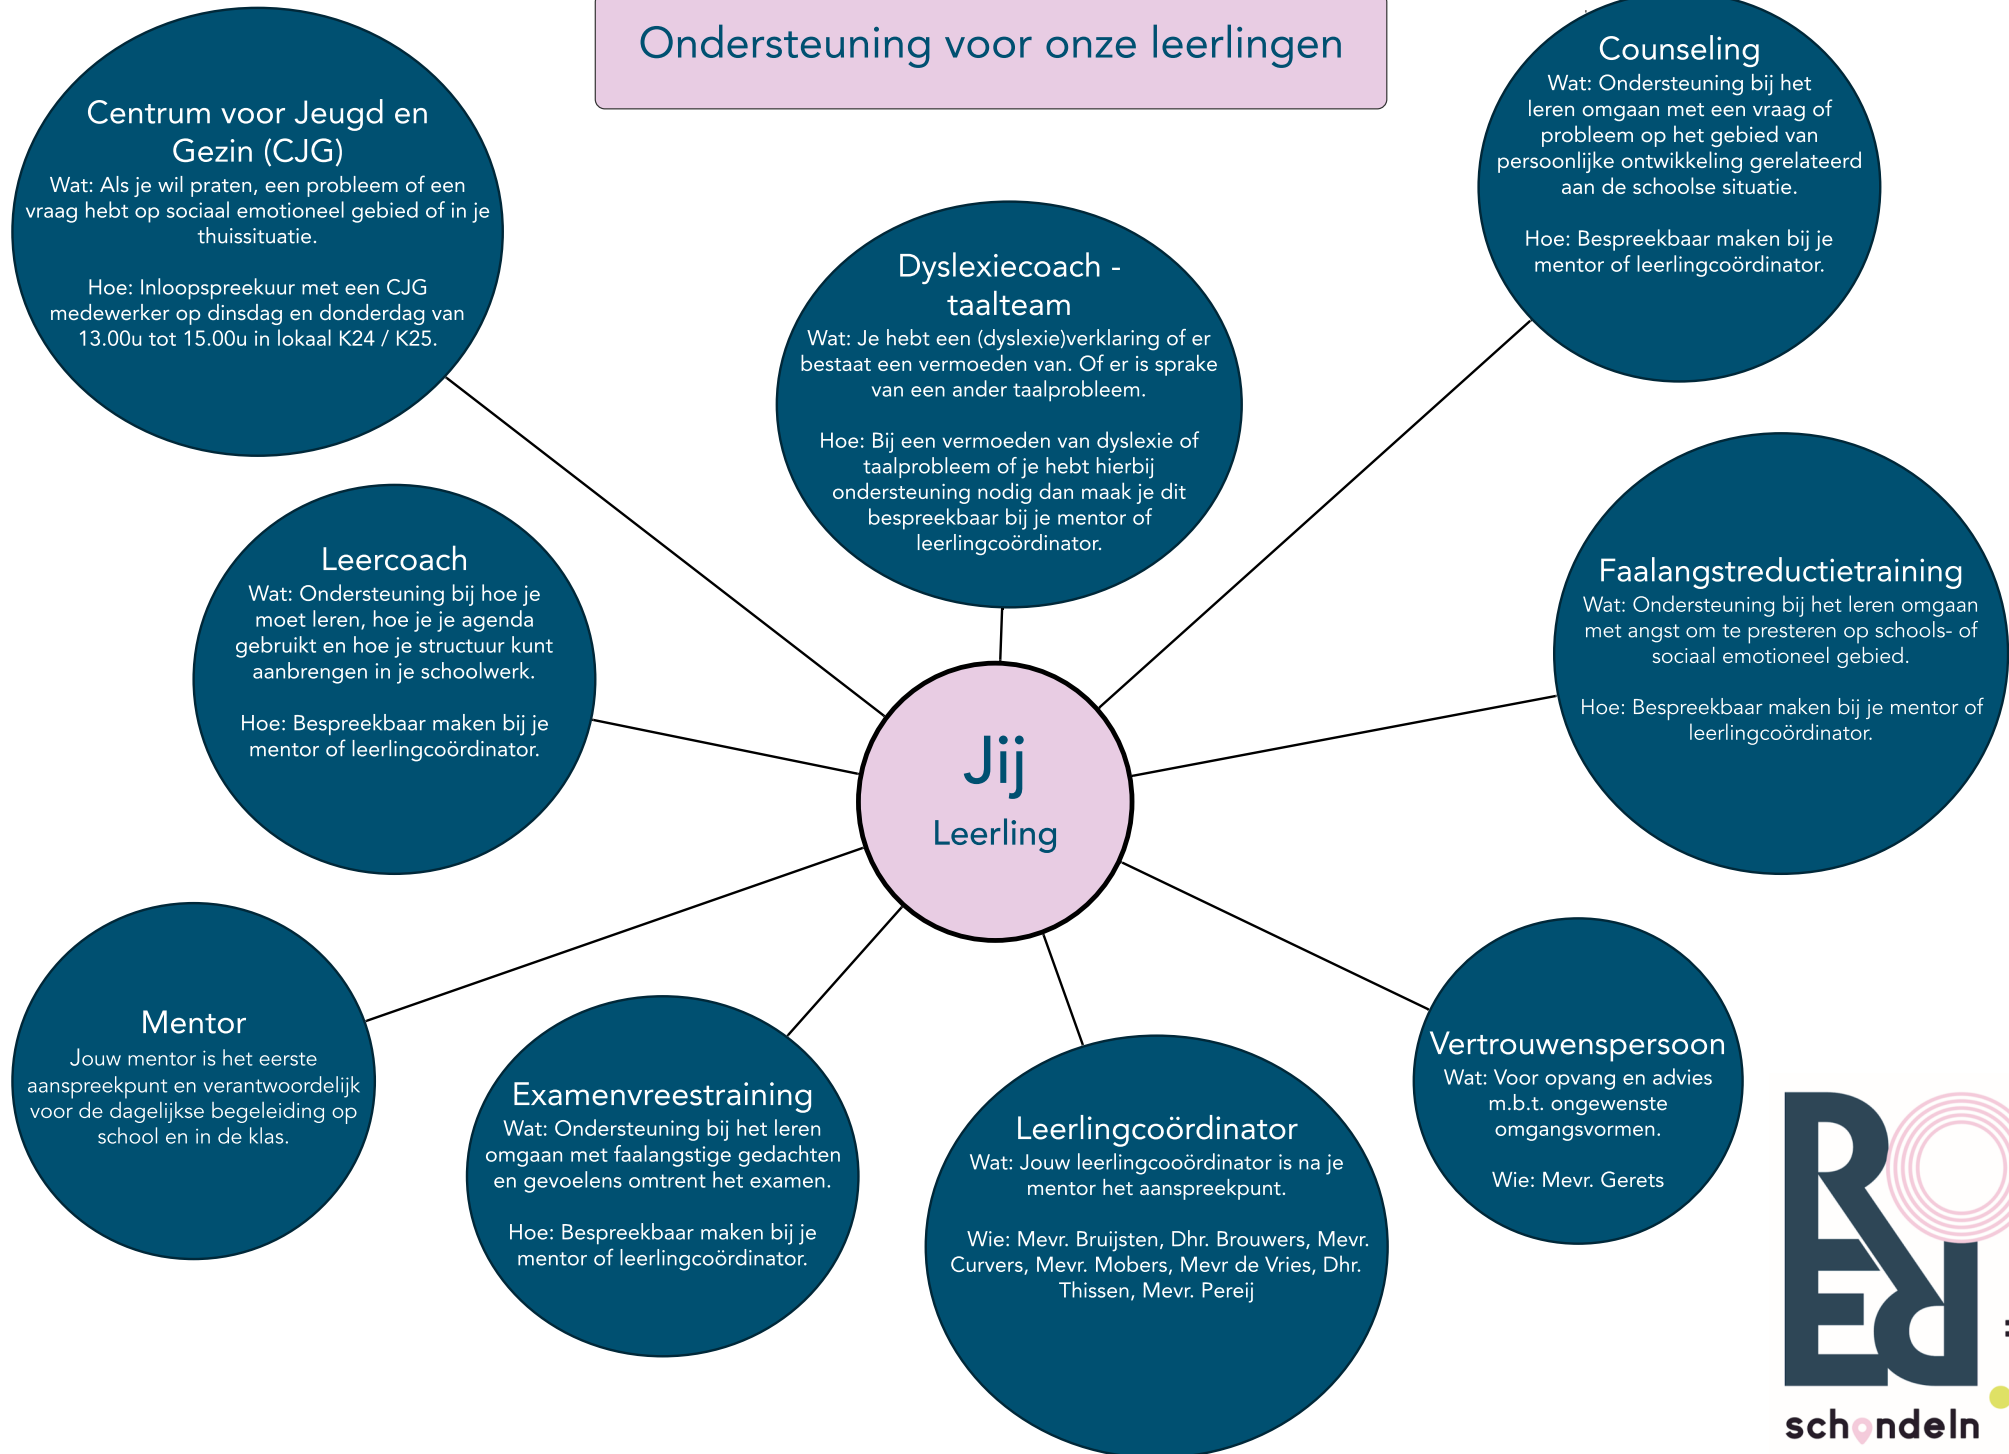 Ondersteuning voor onze leerlingen
Centrum voor Jeugd en
Gezin (CJG)
Wat: Als je wil praten, een probleem of een
vraag hebt op sociaal emotioneel gebied of in je
thuissituatie.
Hoe: Inloopspreekuur met een CJG
medewerker op dinsdag en donderdag van
13.00u tot 15.00u in lokaal K24 / K25.
Dyslexiecoach -
taalteam
Wat: Je hebt een (dyslexie)verklaring of er
bestaat een vermoeden van. Of er is sprake
van een ander taalprobleem.
Hoe: Bij een vermoeden van dyslexie of
taalprobleem of je hebt hierbij
ondersteuning nodig dan maak je dit
bespreekbaar bij je mentor of
leerlingcoördinator.
Counseling
Wat: Ondersteuning bij het
leren omgaan met een vraag of
probleem op het gebied van
persoonlijke ontwikkeling gerelateerd
aan de schoolse situatie.
Hoe: Bespreekbaar maken bij je
mentor of leerlingcoördinator.
Leercoach
Wat: Ondersteuning bij hoe je
moet leren, hoe je je agenda
gebruikt en hoe je structuur kunt
aanbrengen in je schoolwerk.
Hoe: Bespreekbaar maken bij je
mentor of leerlingcoördinator.
Faalangstreductietraining
Wat: Ondersteuning bij het leren omgaan
met angst om te presteren op schools- of
sociaal emotioneel gebied.
Hoe: Bespreekbaar maken bij je mentor of
leerlingcoördinator.
Jij
Leerling
Mentor
Jouw mentor is het eerste
aanspreekpunt en verantwoordelijk
voor de dagelijkse begeleiding op
school en in de klas.
Examenvreestraining
Wat: Ondersteuning bij het leren
omgaan met faalangstige gedachten
en gevoelens omtrent het examen.
Hoe: Bespreekbaar maken bij je
mentor of leerlingcoördinator.
Leerlingcoördinator
Wat: Jouw leerlingcooördinator is na je
mentor het aanspreekpunt.
Wie: Mevr. Bruijsten, Dhr. Brouwers, Mevr.
Curvers, Mevr. Mobers, Mevr de Vries, Dhr.
Thissen, Mevr. Pereij
Vertrouwenspersoon
Wat: Voor opvang en advies
m.b.t. ongewenste
omgangsvormen.
Wie: Mevr. Gerets
ROER
schondeln